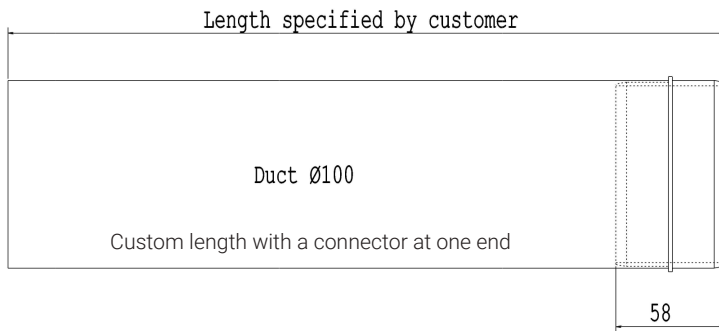 Length specified by customer
Duct Ø100
Custom length with a connector at one end
58